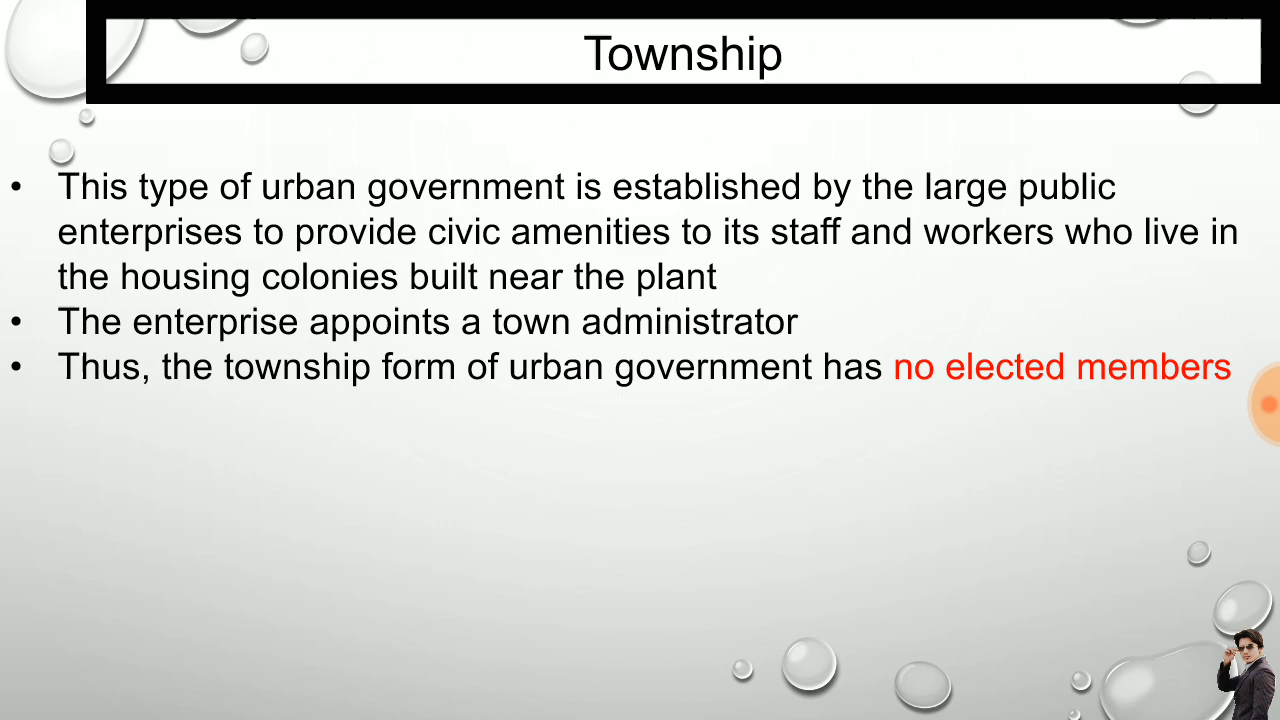 Township
• This type of urban government is established by the large public
enterprises to provide civic amenities to its staff and workers who live in
the housing colonies built near the plant
• The enterprise appoints a town administrator
• Thus, the township form of urban government has no elected members